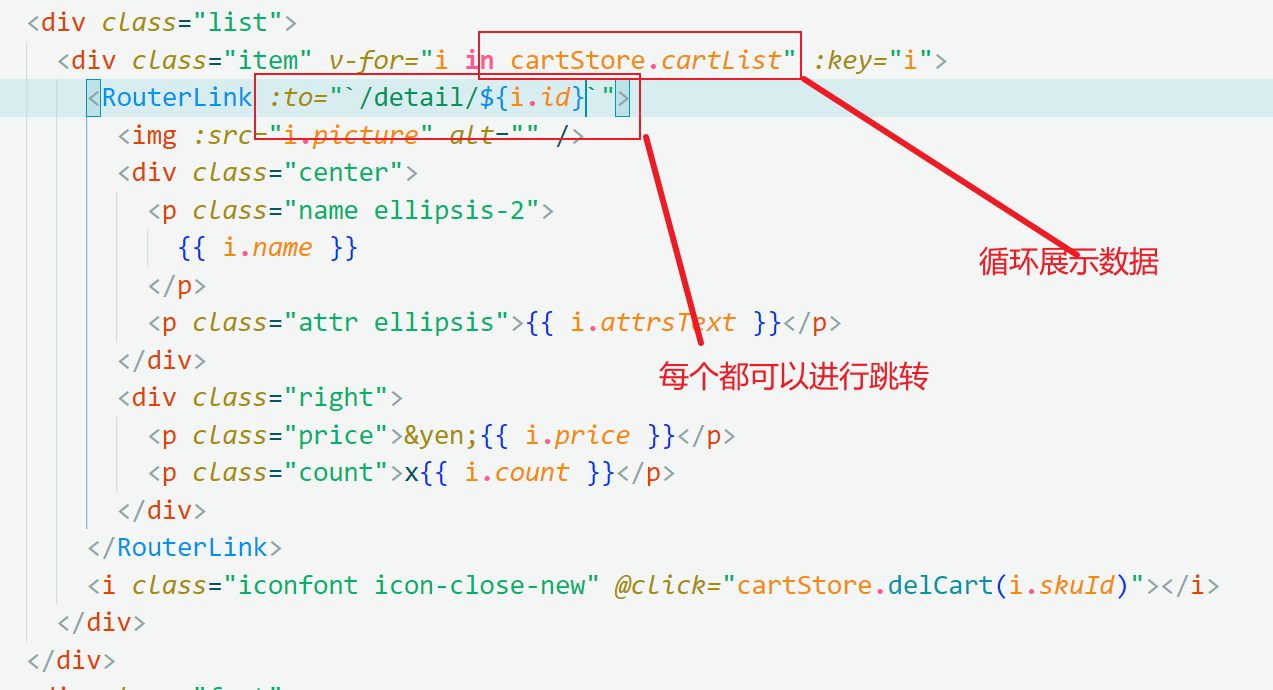 <div class="list">
<div class="item" v-for="i in cartStore.cartList" :key="i">
<RouterLink :to="`/detail/${i.id}`">
<img :src="i.picture" alt="" />
<div class="center">
<p class="name ellipsis-2">
{{ i.name }}
循环展示数据
</p>
<p class="attr ellipsis">{{ i.attrsText }}</p>
</div>
每个都可以进行跳转
<div class="right">
<p class="price">&yen;{{ i.price }}</p>
<p class="count">x{{ i.count }}</p>
</div>
</RouterLink>
<i class="iconfont icon-close-new" @click="cartStore.delCart(i.skuId)"></i>
</div>
</div>